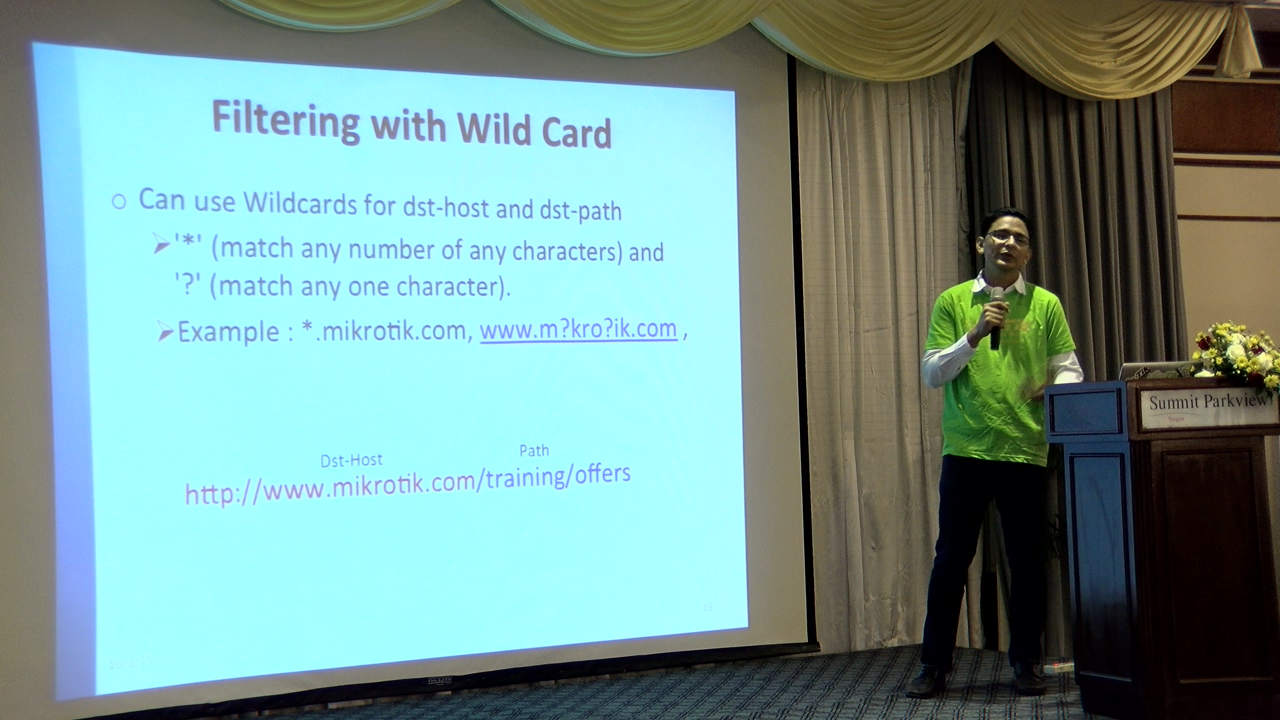 Filtering with Wild Card
Can use Wildcards for dst-host and dst-path
'*' (match any number of any characters) and
'?' (match any one character).
Example : *.mikrotik.com, www.m?kro?ik.com ,
Dst-Host Path
http://www.mikrotik.com/training/offers
Summit Parkview